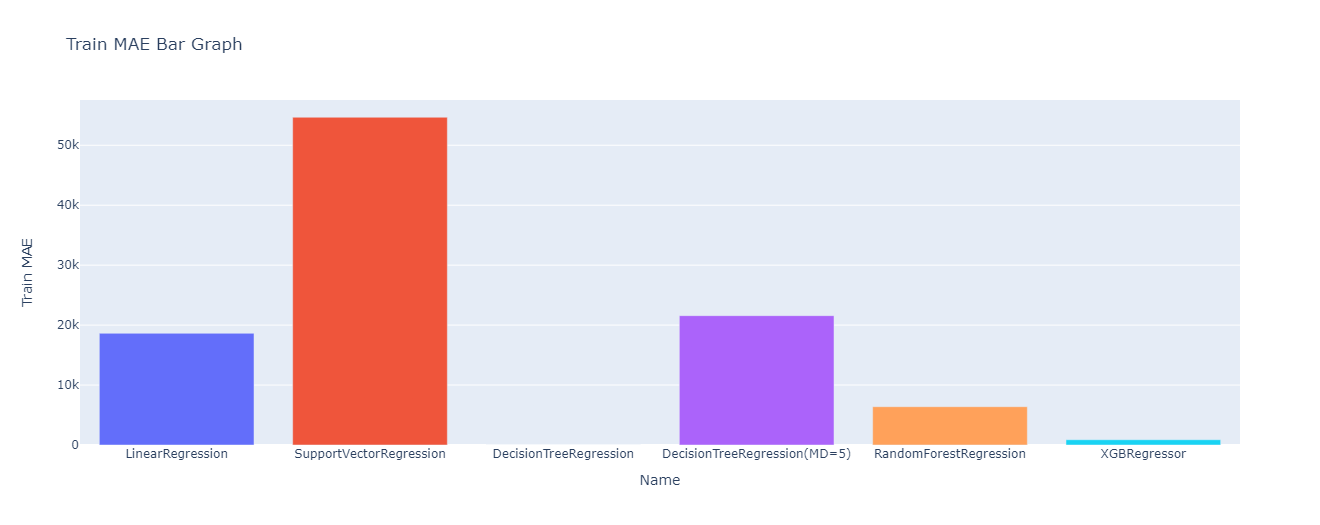 Train MAE Bar Graph
Train MAE
50k
40k
30k
20k
10k
0
LinearRegression
SupportVectorRegression
DecisionTreeRegression
DecisionTreeRegression(MD=5)
RandomForestRegression
XGBRegressor
Name